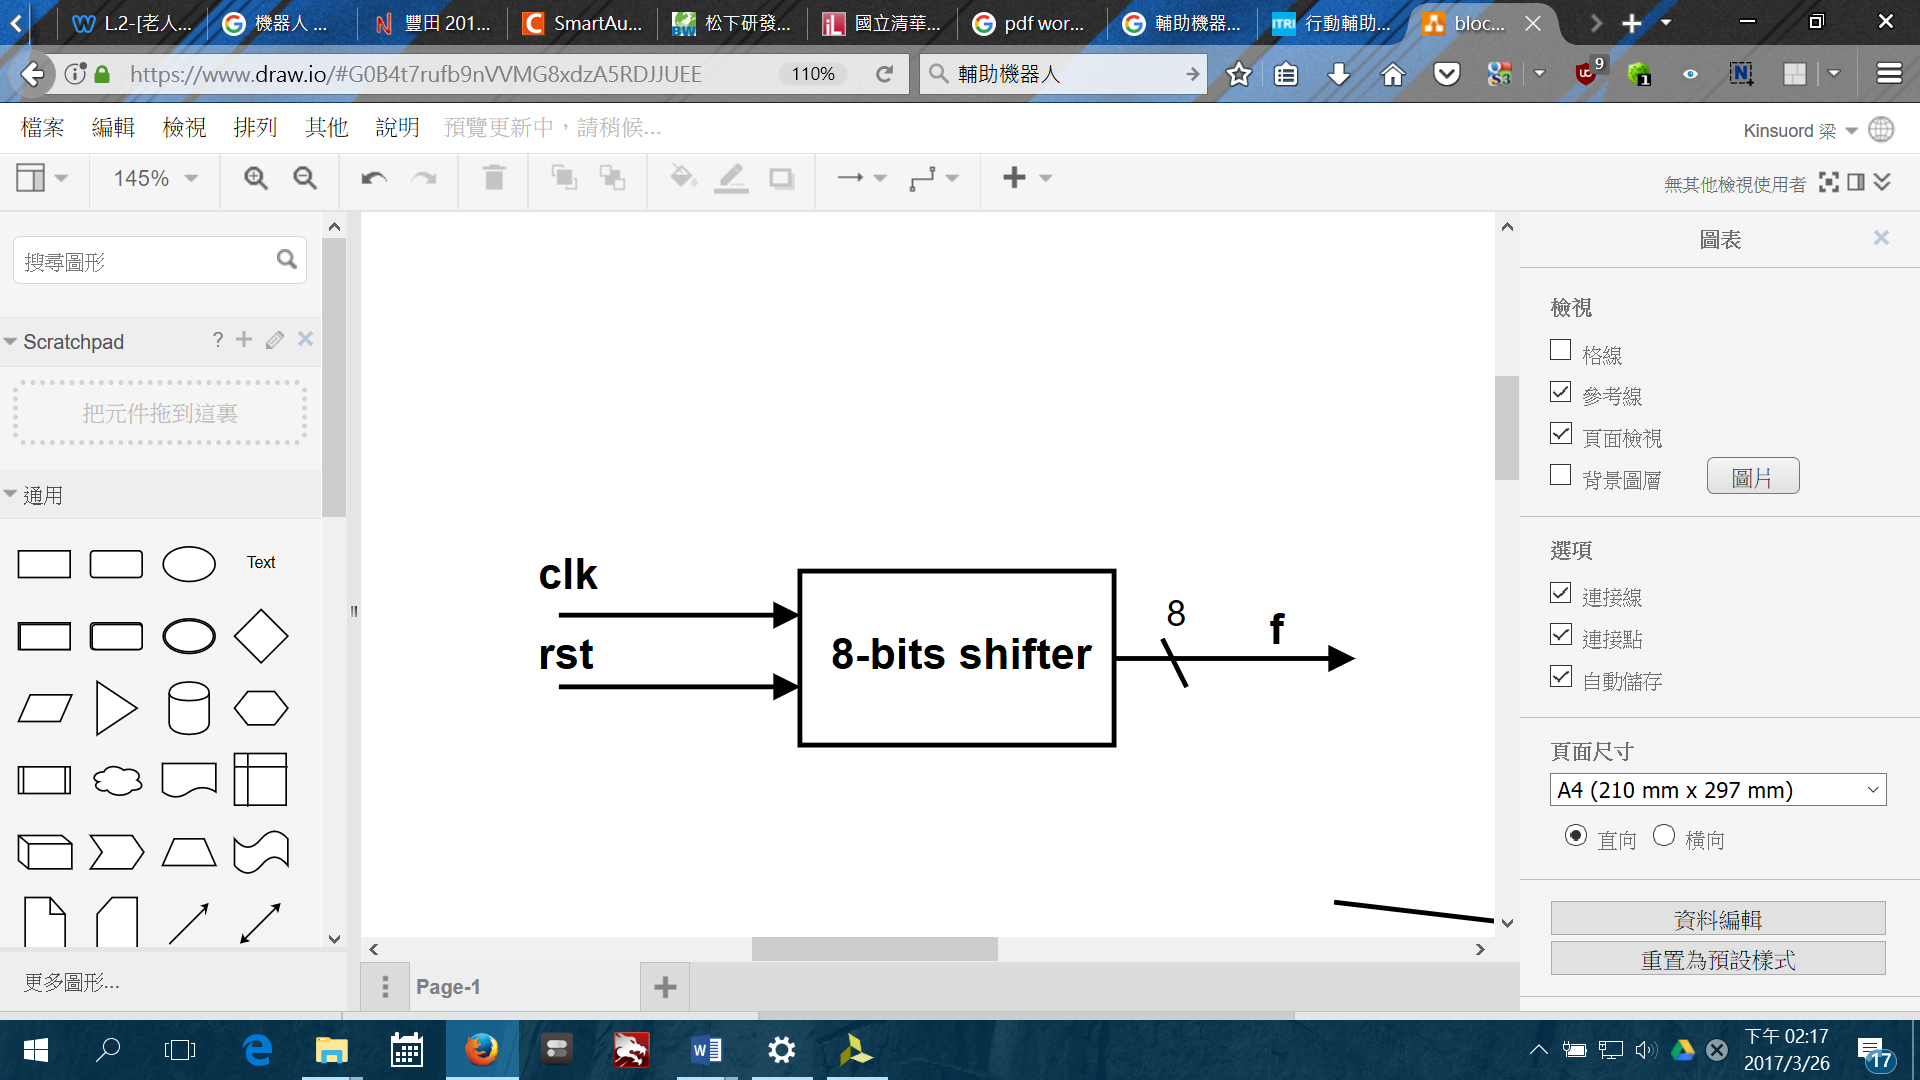 L.2-[老人...
機器人 ...
豐田 201...
SmartAu...
松下研發...
國立清華...
pdf wor...
輔助機器...
行動輔助...
bloc...
https://www.draw.io/#G0B4t7rufb9nVVMG8xdzA5RDJJUEE
110%
輔助機器人
9
1
檔案 編輯 檢視 排列 其他 說明 預覽更新中，請稍候...
Kinsuord 梁
145%
無其他檢視使用者
搜尋圖形
Scratchpad
?
把元件拖到這裏
通用
Text
更多圖形...
clk
rst
8-bits shifter
8
f
Page-1
圖表
檢視
格線
參考線
頁面檢視
背景圖層
圖片
選項
連接線
連接點
自動儲存
頁面尺寸
A4 (210 mm x 297 mm)
直向 橫向
資料編輯
重置為預設樣式
下午 02:17
2017/3/26
17